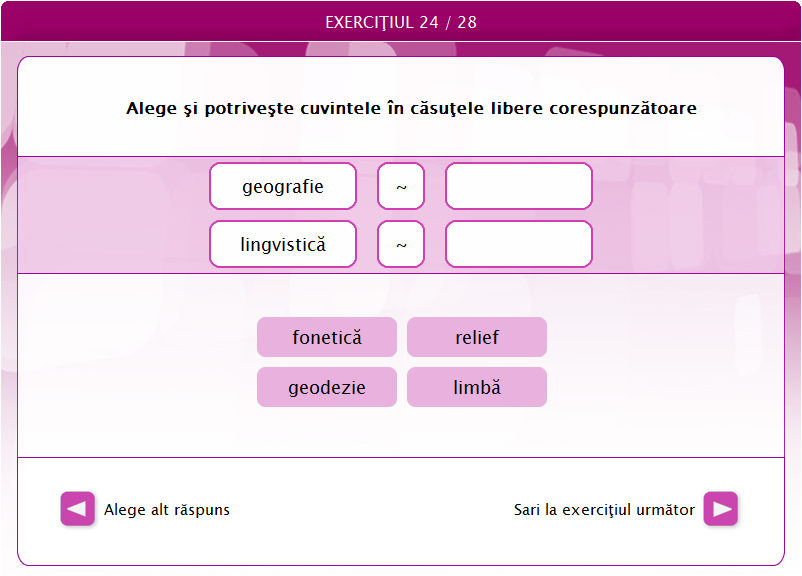 EXERCIŢIUL 24 / 28
Alege şi potriveşte cuvintele în căsuţele libere corespunzătoare
geografie ~
lingvistică ~
fonetică relief
geodezie limbă
Alege alt răspuns Sari la exerciţiul următor